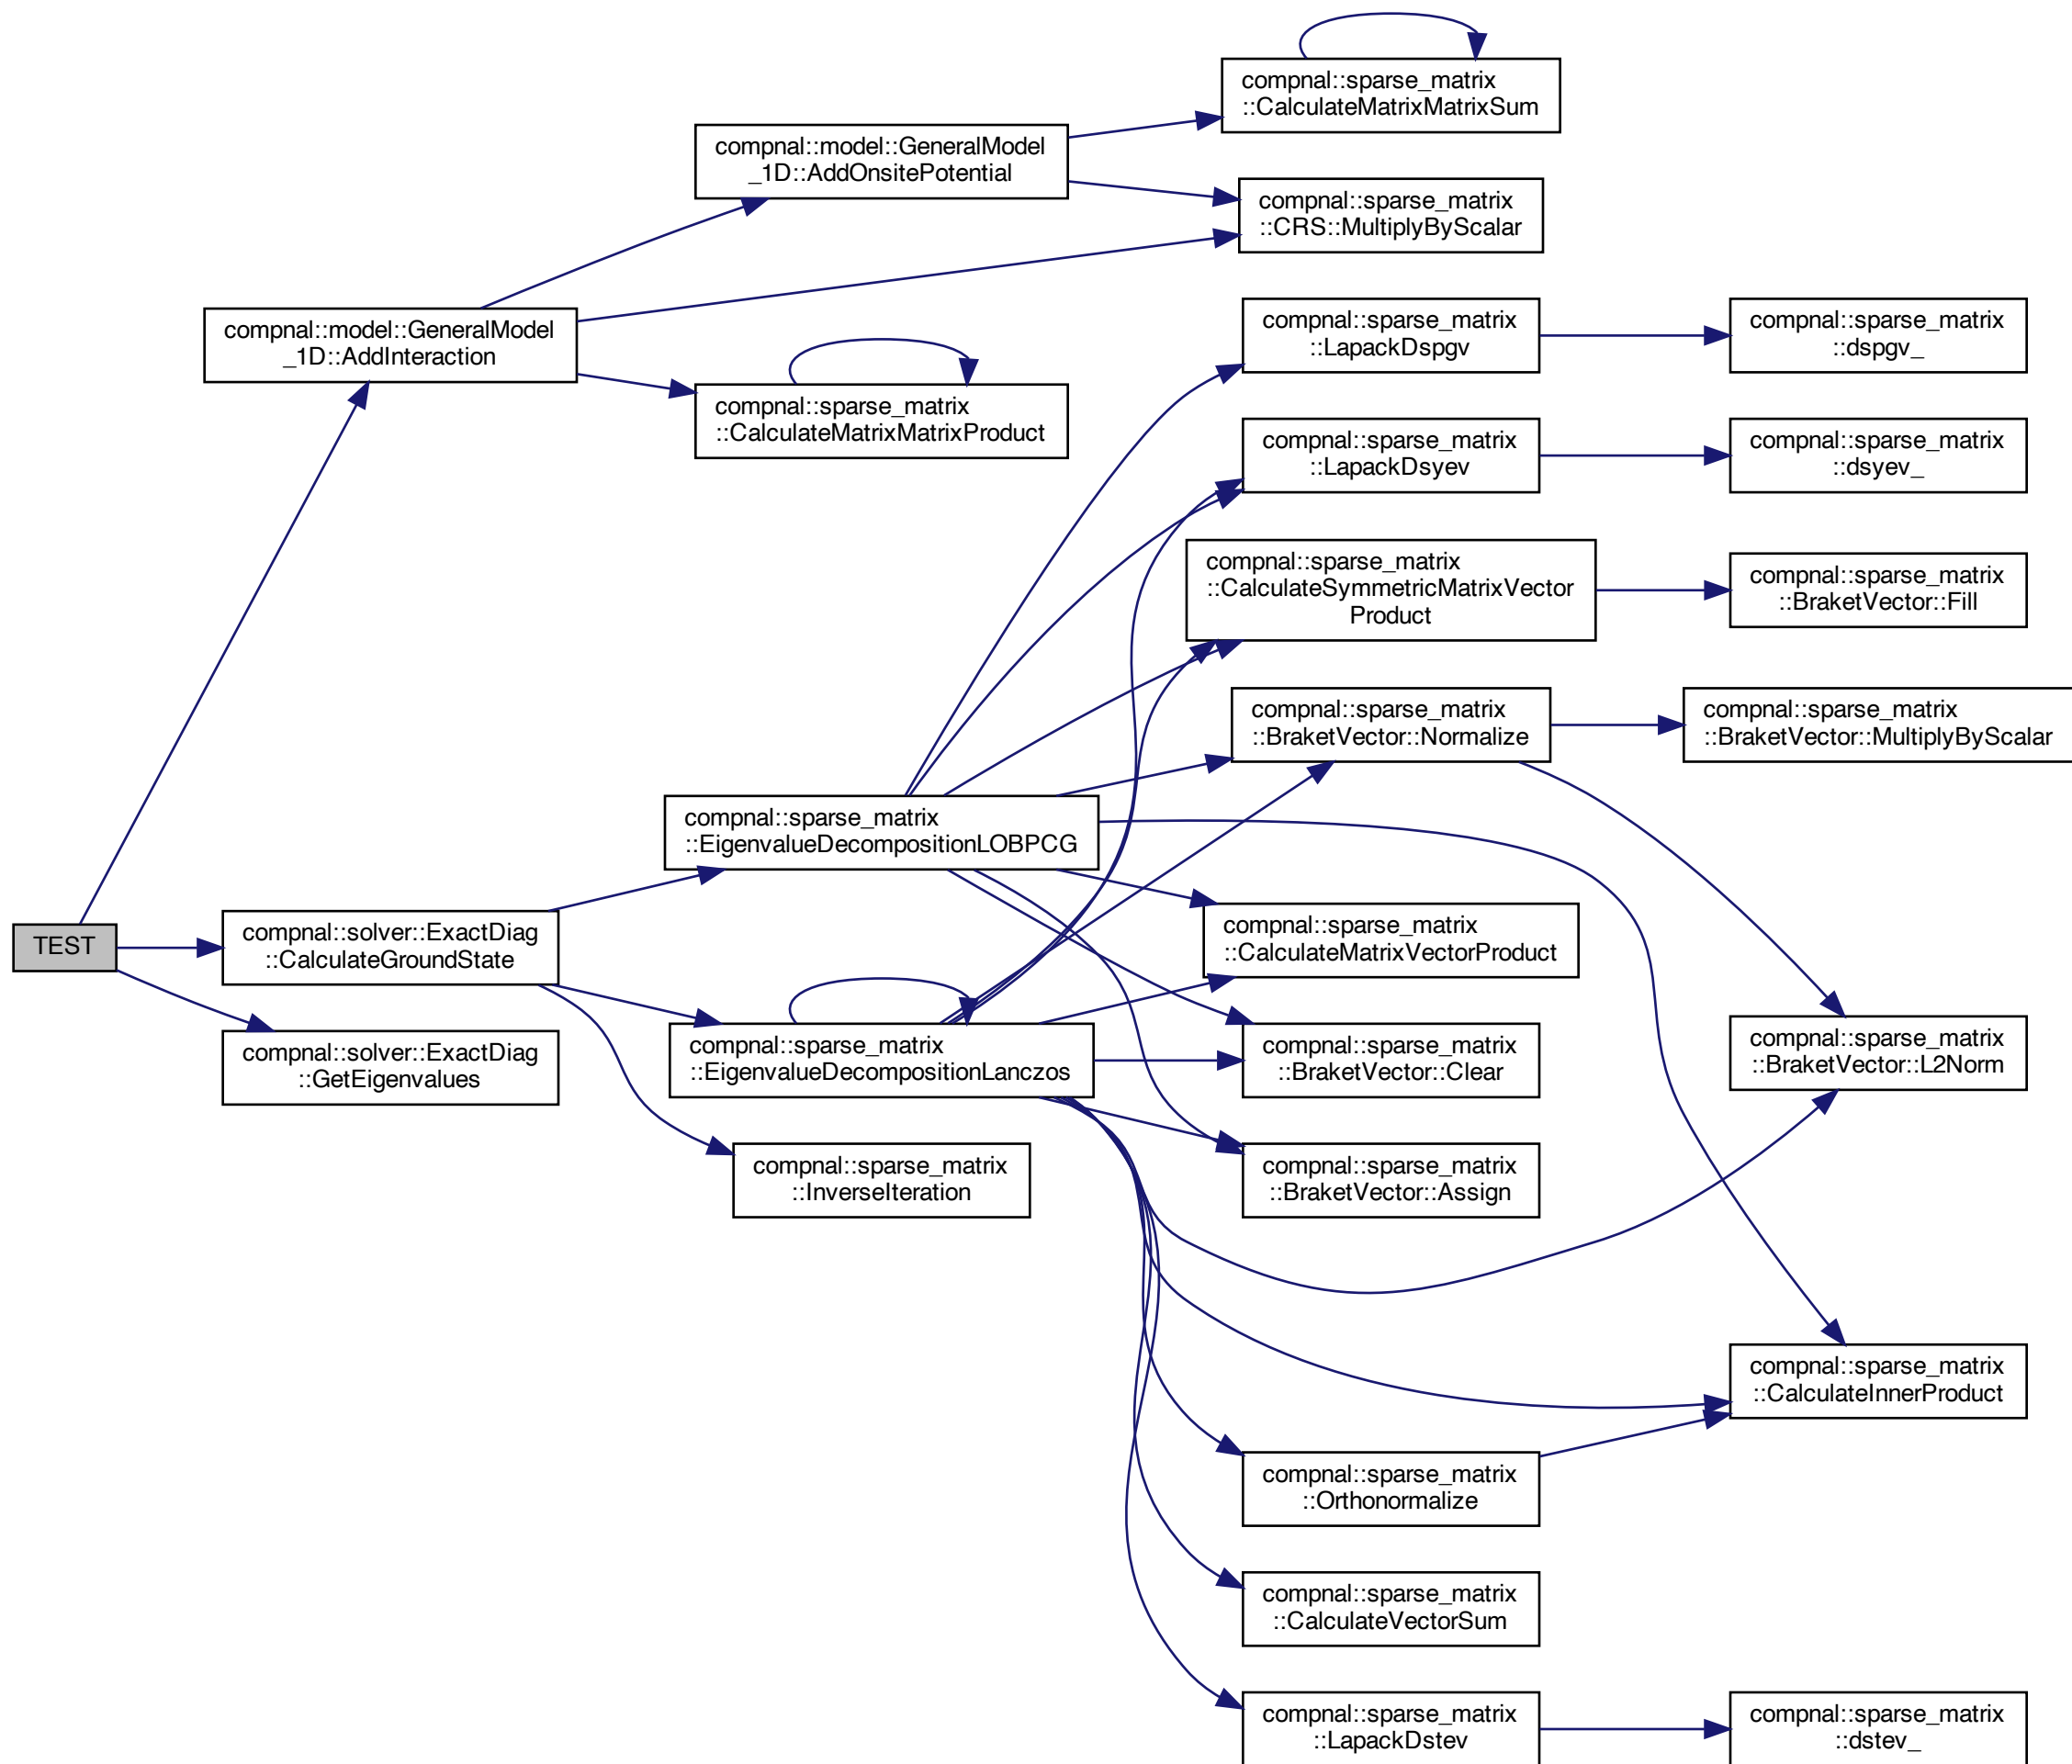 compnal::sparse_matrix
::CalculateMatrixMatrixSum
compnal::model::GeneralModel
_1D::AddOnsitePotential
compnal::sparse_matrix
::CRS::MultiplyByScalar
compnal::model::GeneralModel
_1D::AddInteraction
compnal::sparse_matrix
::LapackDspgv
compnal::sparse_matrix
::dspgv_
compnal::sparse_matrix
::CalculateMatrixMatrixProduct
compnal::sparse_matrix
::LapackDsyev
compnal::sparse_matrix
::dsyev_
compnal::sparse_matrix
::CalculateSymmetricMatrixVector
Product
compnal::sparse_matrix
::BraketVector::Fill
compnal::sparse_matrix
::BraketVector::Normalize
compnal::sparse_matrix
::BraketVector::MultiplyByScalar
compnal::sparse_matrix
::EigenvalueDecompositionLOBPCG
TEST
compnal::solver::ExactDiag
::CalculateGroundState
compnal::sparse_matrix
::CalculateMatrixVectorProduct
compnal::solver::ExactDiag
::GetEigenvalues
compnal::sparse_matrix
::EigenvalueDecompositionLanczos
compnal::sparse_matrix
::BraketVector::Clear
compnal::sparse_matrix
::BraketVector::L2Norm
compnal::sparse_matrix
::InverseIteration
compnal::sparse_matrix
::BraketVector::Assign
compnal::sparse_matrix
::CalculateInnerProduct
compnal::sparse_matrix
::Orthonormalize
compnal::sparse_matrix
::CalculateVectorSum
compnal::sparse_matrix
::LapackDstev
compnal::sparse_matrix
::dstev_